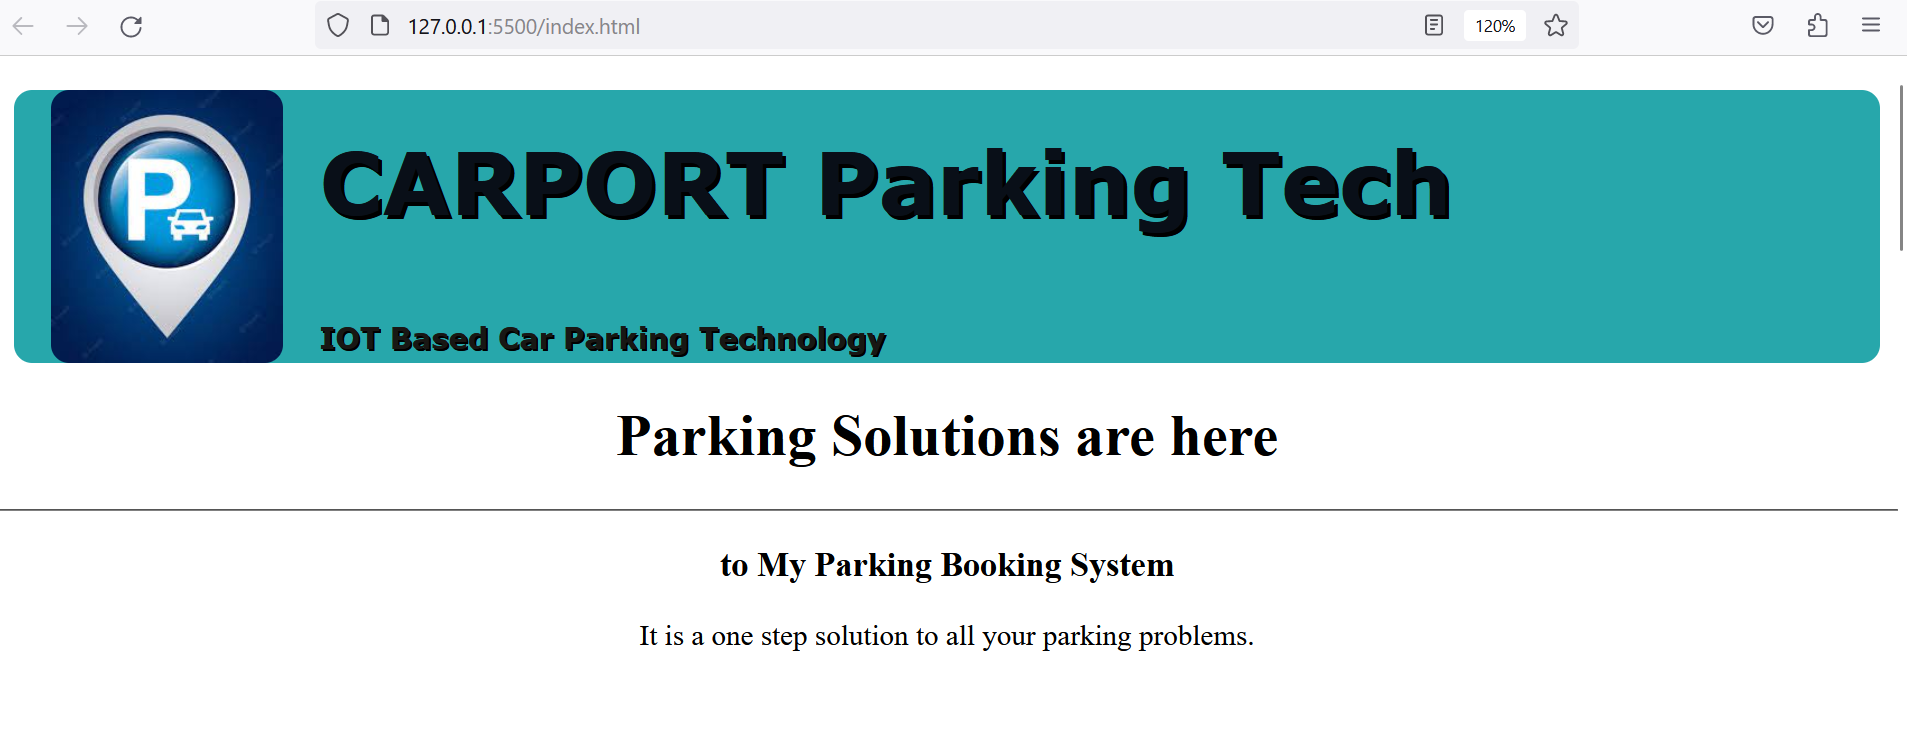 127.0.0.1:5500/index.html
120%
P
CARPORT Parking Tech
IOT Based Car Parking Technology
Parking Solutions are here
to My Parking Booking System
It is a one step solution to all your parking problems.